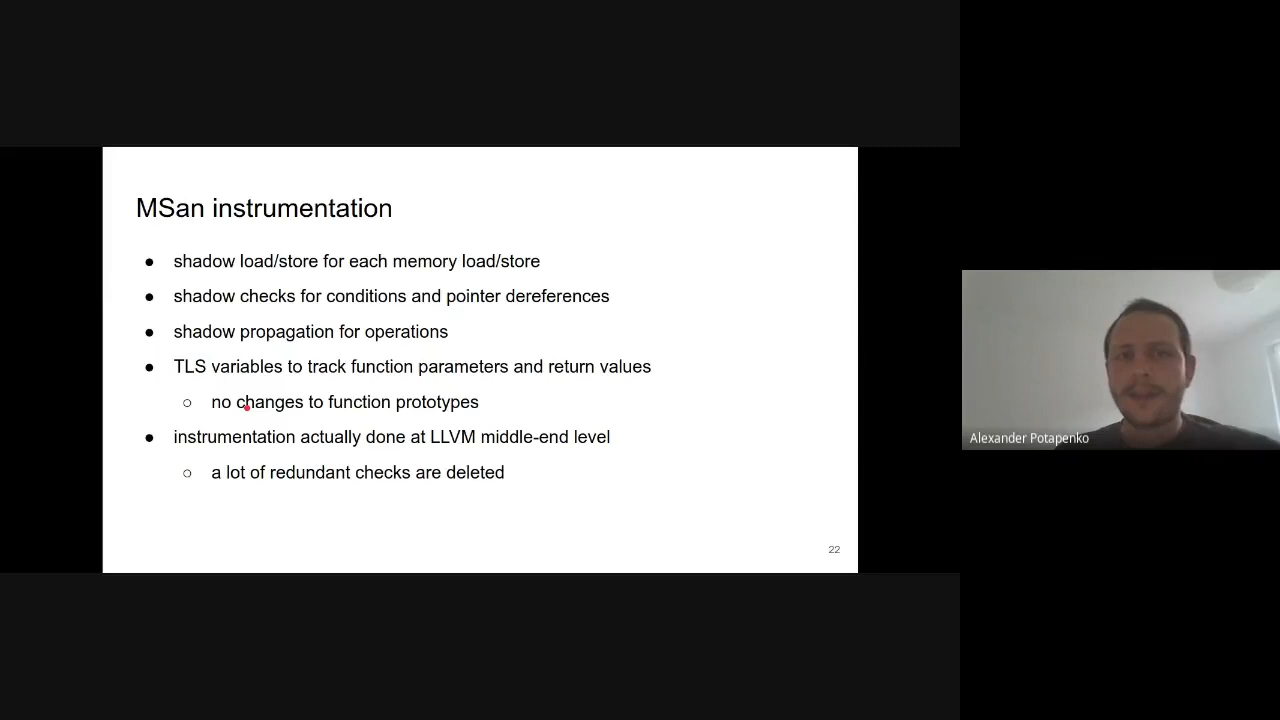 MSan instrumentation
● shadow load/store for each memory load/store
● shadow checks for conditions and pointer dereferences
● shadow propagation for operations
● TLS variables to track function parameters and return values
○ no changes to function prototypes
● instrumentation actually done at LLVM middle-end level
○ a lot of redundant checks are deleted
22
Alexander Potapenko